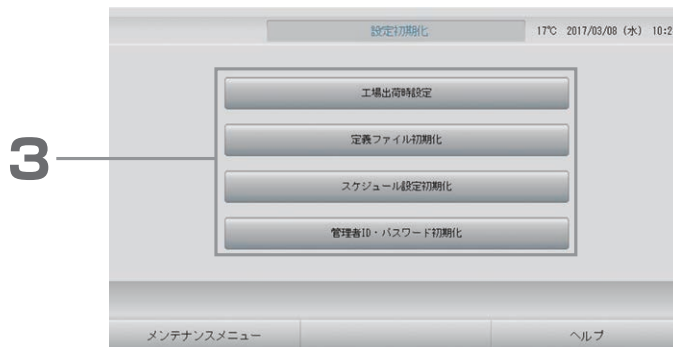 設定初期化
17℃ 2017/03/08 (水) 10:2
工場出荷時設定
定義ファイル初期化
3
スケジュール設定初期化
管理者ID・パスワード初期化
メンテナンスメニュー
ヘルプ